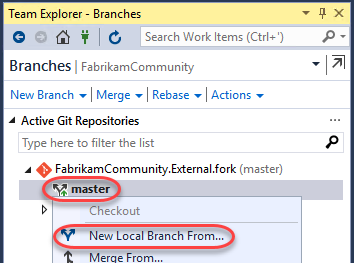 Team Explorer - Branches
Search Work Items (Ctrl+')
Branches | FabrikamCommunity
New Branch | Merge | Rebase | Actions
Active Git Repositories
Type here to filter the list
FabrikamCommunity.External.fork (master)
master
Checkout
New Local Branch From...
Merge From...